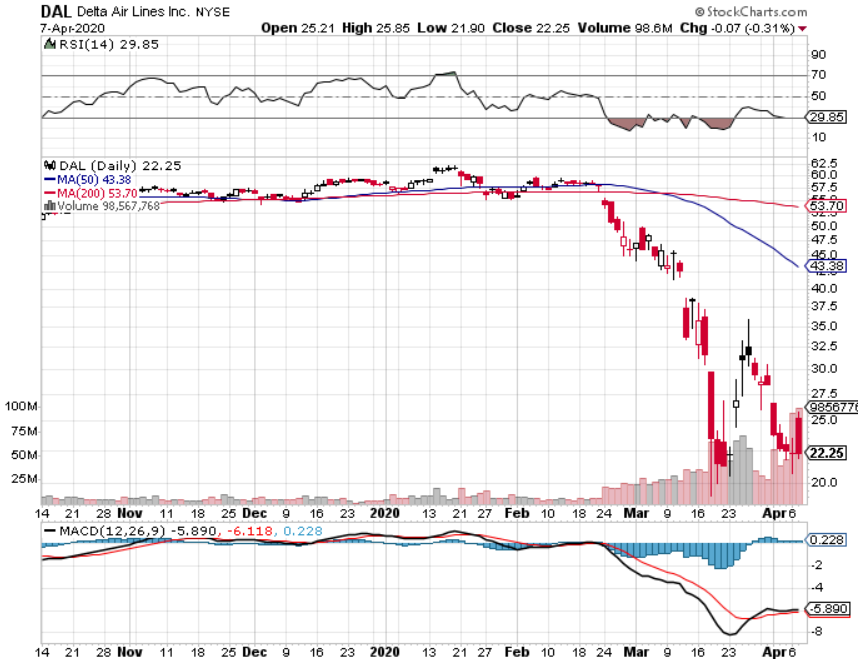 DAL Delta Air Lines Inc. NYSE © StockCharts.com
7-Apr-2020 Open 25.21 High 25.85 Low 21.90 Close 22.25 Volume 98.6M Chg -0.07 (-0.31%)
RSI(14) 29.85
90
70
50
29.85
10
DAL (Daily) 22.25
MA(50) 43.38
MA(200) 53.70
Volume 98,567,768
62.5
60.0
57.5
53.70
50.0
47.5
45.0
43.38
40.0
37.5
35.0
32.5
30.0
27.5
9856776
25.0
22.25
20.0
100M
75M
50M
25M
14 21 28 Nov 11 18 25 Dec 9 16 23 2020 13 21 27 Feb 10 18 24 Mar 9 16 23 Apr 6
MACD(12,26,9) -5.890, -6.118, 0.228
0.228
-2
-4
-5.890
-8
14 21 28 Nov 11 18 25 Dec 9 16 23 2020 13 21 27 Feb 10 18 24 Mar 9 16 23 Apr 6